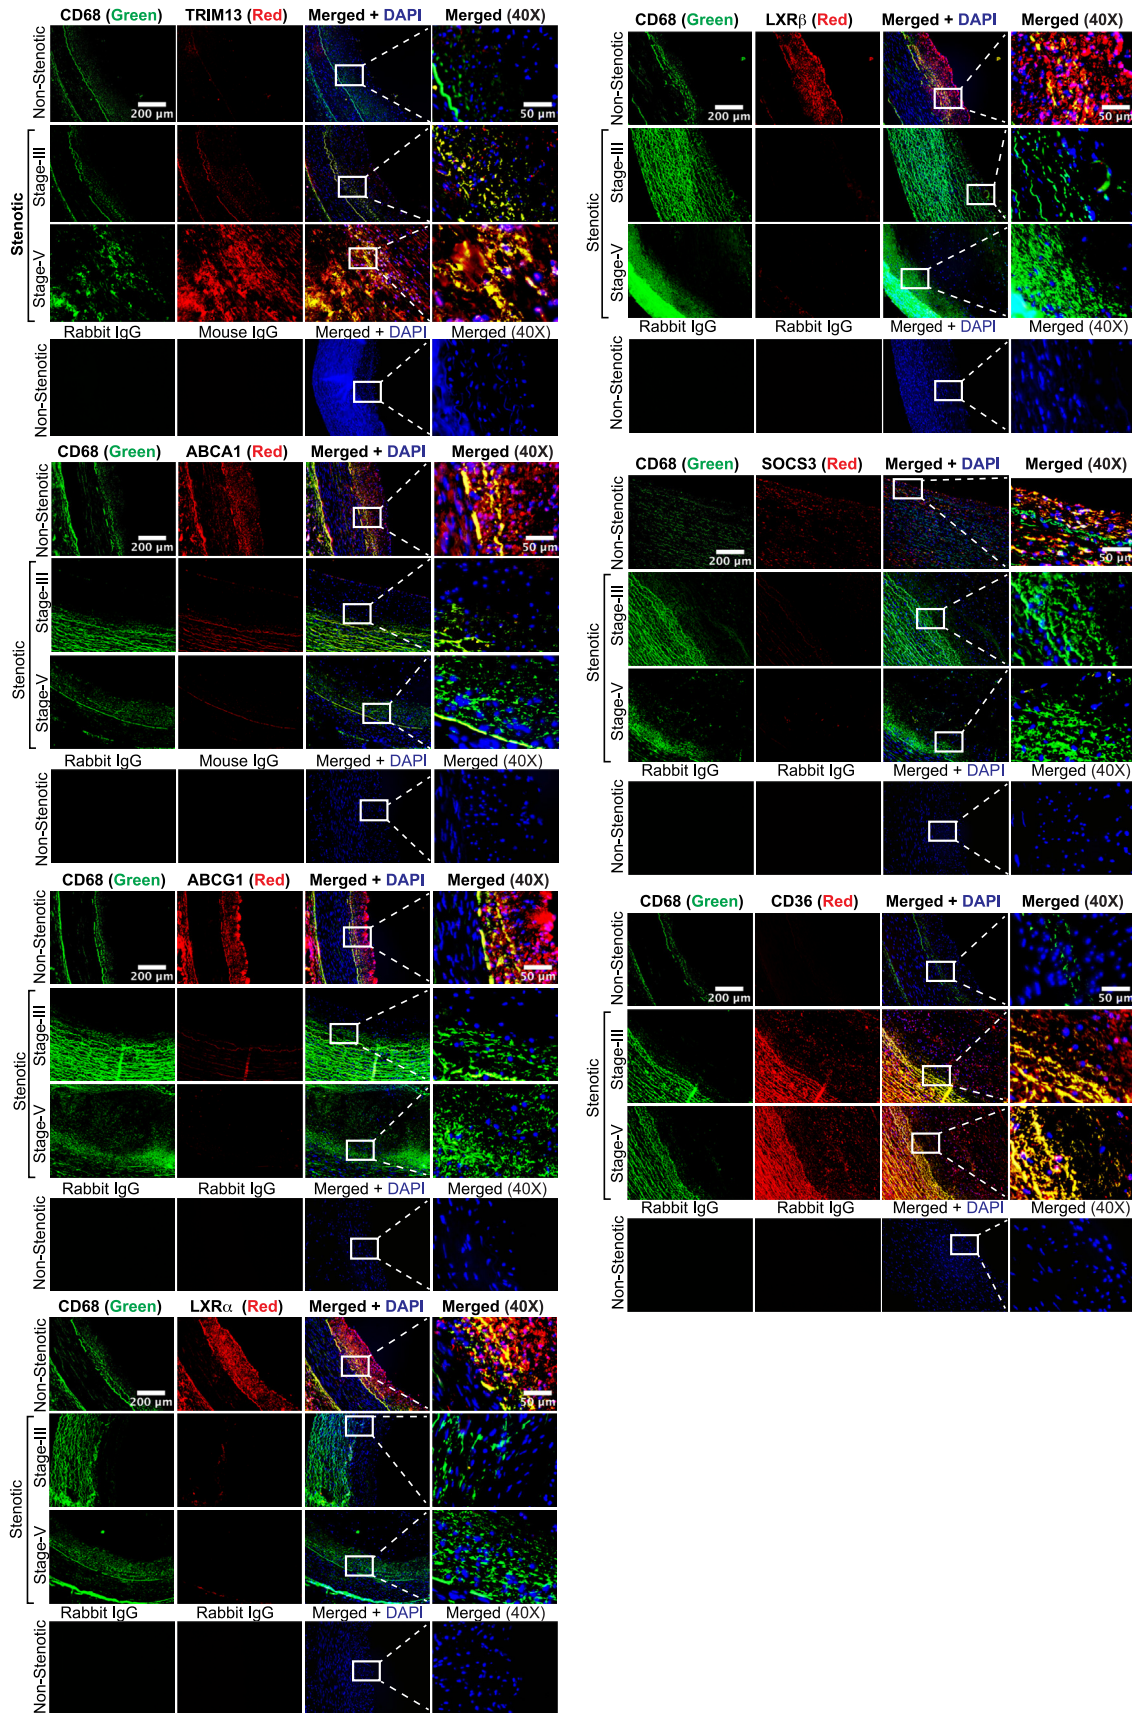 CD68 (Green) TRIM13 (Red) Merged + DAPI Merged (40X)
Non-Stenotic
200 µm
50 µm
Stenotic
Stage-III
Stage-V
Rabbit IgG Mouse IgG Merged + DAPI Merged (40X)
Non-Stenotic
CD68 (Green) ABCA1 (Red) Merged + DAPI Merged (40X)
Non-Stenotic
200 µm
50 µm
Stenotic
Stage-III
Stage-V
Rabbit IgG Mouse IgG Merged + DAPI Merged (40X)
Non-Stenotic
CD68 (Green) ABCG1 (Red) Merged + DAPI Merged (40X)
Non-Stenotic
200 µm
50 µm
Stenotic
Stage-III
Stage-V
Rabbit IgG Rabbit IgG Merged + DAPI Merged (40X)
Non-Stenotic
CD68 (Green) LXRα (Red) Merged + DAPI Merged (40X)
Non-Stenotic
200 µm
50 µm
Stenotic
Stage-III
Stage-V
Rabbit IgG Rabbit IgG Merged + DAPI Merged (40X)
Non-Stenotic
CD68 (Green) LXRβ (Red) Merged + DAPI Merged (40X)
Non-Stenotic
200 µm
50 µm
Stenotic
Stage-III
Stage-V
Rabbit IgG Rabbit IgG Merged + DAPI Merged (40X)
Non-Stenotic
CD68 (Green) SOCS3 (Red) Merged + DAPI Merged (40X)
Non-Stenotic
200 µm
50 µm
Stenotic
Stage-III
Stage-V
Rabbit IgG Rabbit IgG Merged + DAPI Merged (40X)
Non-Stenotic
CD68 (Green) CD36 (Red) Merged + DAPI Merged (40X)
Non-Stenotic
200 µm
50 µm
Stenotic
Stage-III
Stage-V
Rabbit IgG Rabbit IgG Merged + DAPI Merged (40X)
Non-Stenotic